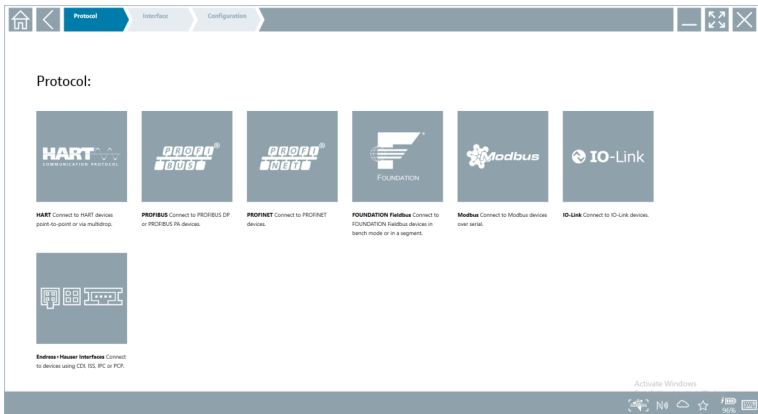 Protocol
Interface
Configuration
Protocol:
HART
COMMUNICATION PROTOCOL
PROFI®
BUS
PROFI®
NET
FOUNDATION
Modbus
IO-Link
HART Connect to HART devices
point-to-point or via multidrop.
PROFIBUS Connect to PROFIBUS DP
or PROFIBUS PA devices.
PROFINET Connect to PROFINET
devices.
FOUNDATION Fieldbus Connect to
FOUNDATION Fieldbus devices in
bench mode or in a segment.
Modbus Connect to Modbus devices
over serial.
IO-Link Connect to IO-Link devices.
Endress+Hauser Interfaces Connect
to devices using CDI, ISS, IPC or PCP.
Activate Windows
96%